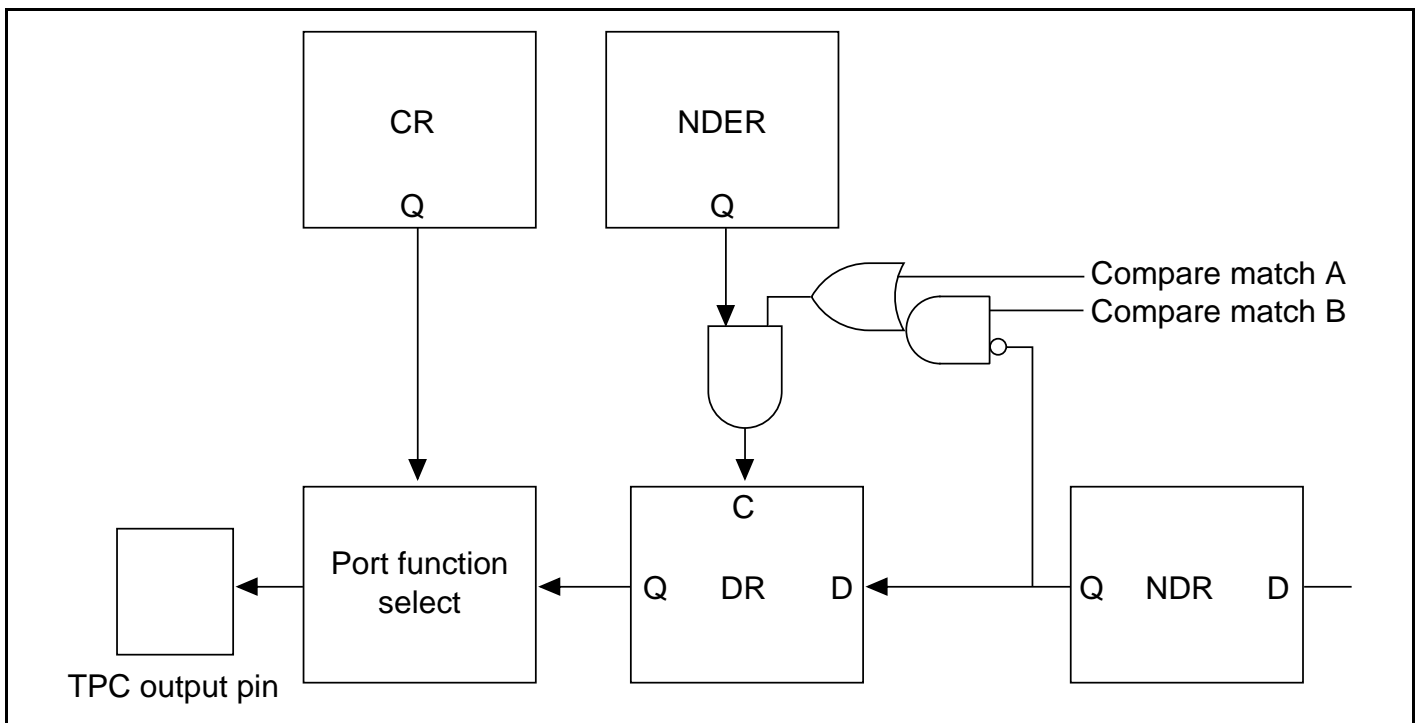 CR
Q
NDER
Q
Compare match A
Compare match B
C
Port function
select
Q DR D
Q NDR D
TPC output pin